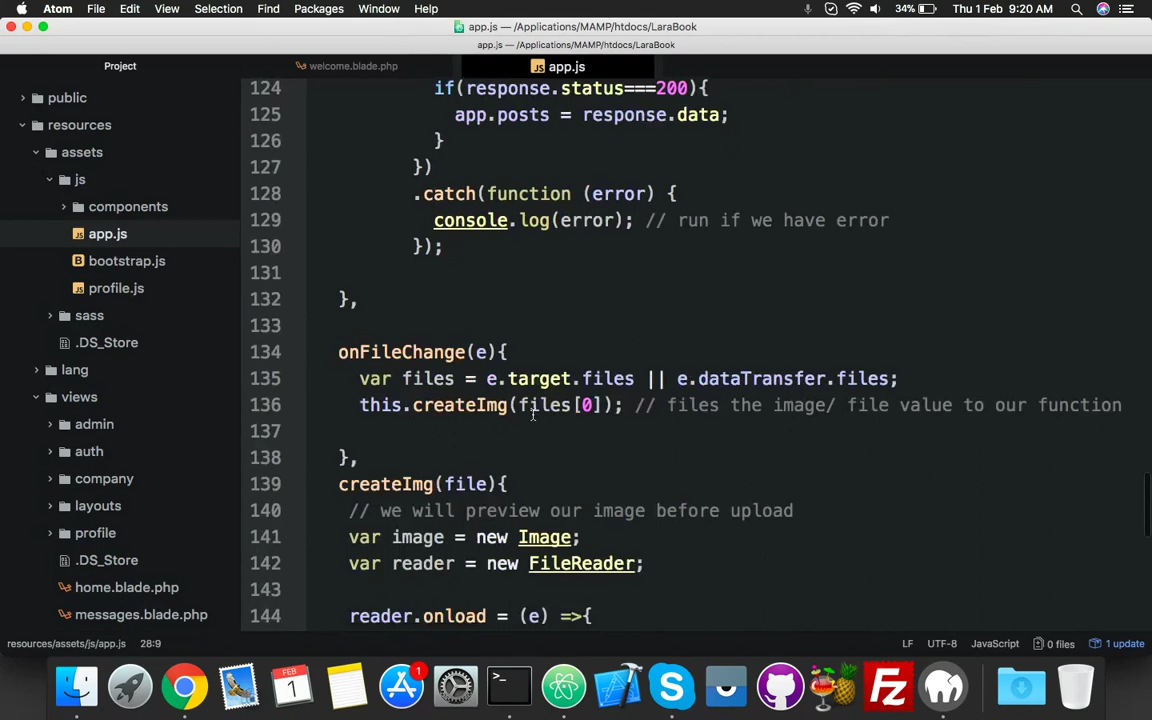 Atom File Edit View Selection Find Packages Window Help 34% Thu 1 Feb 9:20 AM
app.js — /Applications/MAMP/htdocs/LaraBook
app.js — /Applications/MAMP/htdocs/LaraBook
Project
welcome.blade.php
app.js
public
resources
assets
js
components
app.js
bootstrap.js
profile.js
sass
.DS_Store
lang
views
admin
auth
company
layouts
profile
.DS_Store
home.blade.php
messages.blade.php
124 if(response.status===200){
125 app.posts = response.data;
126 }
127 })
128 .catch(function (error) {
129 console.log(error); // run if we have error
130 });
131
132 },
133
134 onFileChange(e){
135 var files = e.target.files || e.dataTransfer.files;
136 this.createImg(files[0]); // files the image/ file value to our function
137
138 },
139 createImg(file){
140 // we will preview our image before upload
141 var image = new Image;
142 var reader = new FileReader;
143
144 reader.onload = (e) =>{
resources/assets/js/app.js 28:9 LF UTF-8 JavaScript 0 files 1 update
FEB
1
1
>_
S
Fz